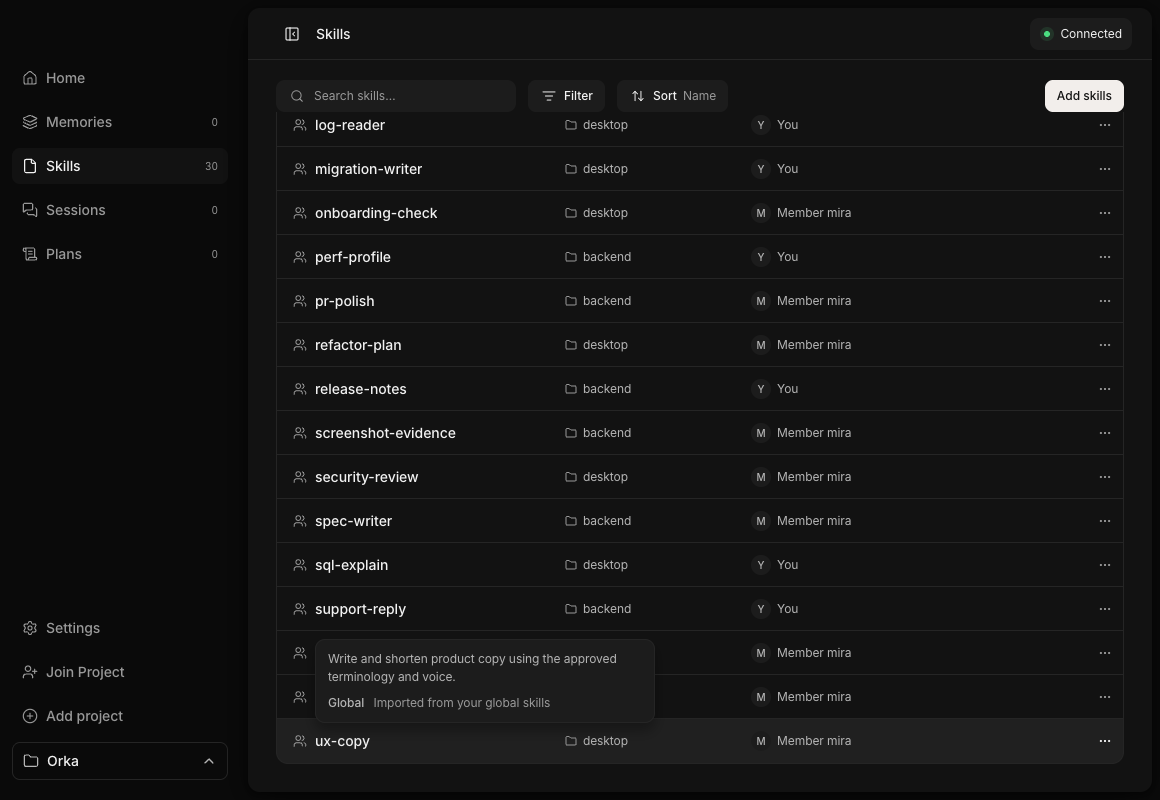 Skills
Connected
Home
Memories 0
Skills 30
Sessions 0
Plans 0
Settings
Join Project
Add project
Orka
Search skills...
Filter
Sort Name
Add skills
log-reader desktop Y You
migration-writer desktop Y You
onboarding-check desktop M Member mira
perf-profile backend Y You
pr-polish backend M Member mira
refactor-plan desktop M Member mira
release-notes backend Y You
screenshot-evidence backend M Member mira
security-review desktop M Member mira
spec-writer backend M Member mira
sql-explain desktop Y You
support-reply backend Y You
M Member mira
M Member mira
Write and shorten product copy using the approved
terminology and voice.
Global Imported from your global skills
ux-copy desktop M Member mira